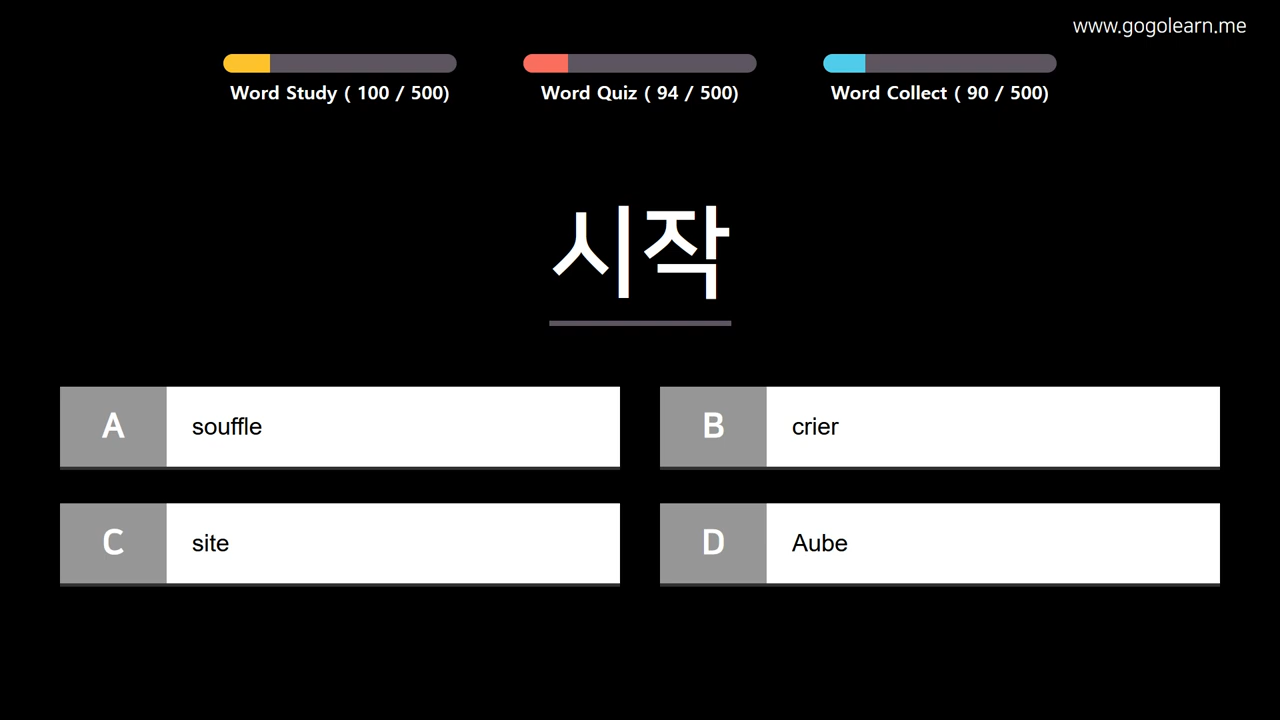 www.gogolearn.me
Word Study ( 100 / 500)
Word Quiz ( 94 / 500)
Word Collect ( 90 / 500)
시작
A souffle
B crier
C site
D Aube